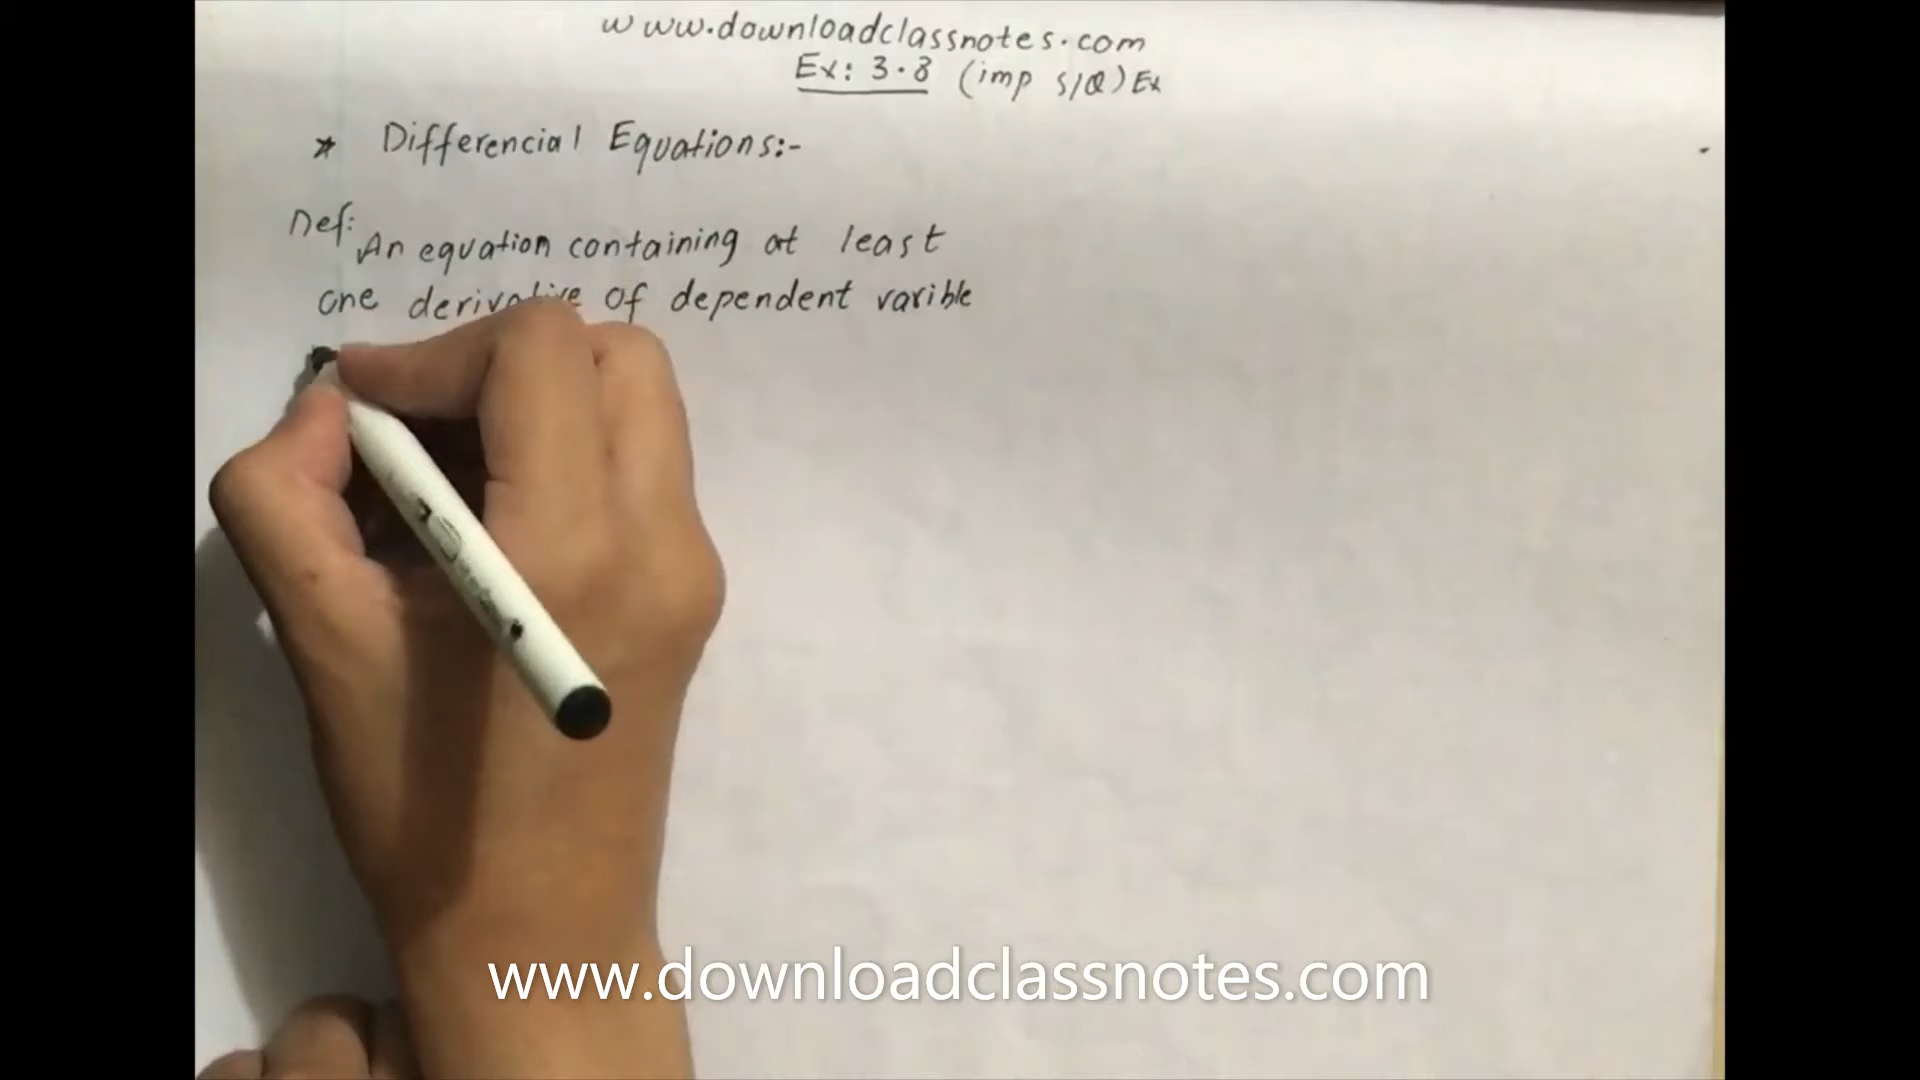 www.downloadclassnotes.com
Ex: 3.8 (imp S/Q) Ex
* Differencial Equations:-
Def: An equation containing at least
one derivative of dependent varible
www.downloadclassnotes.com